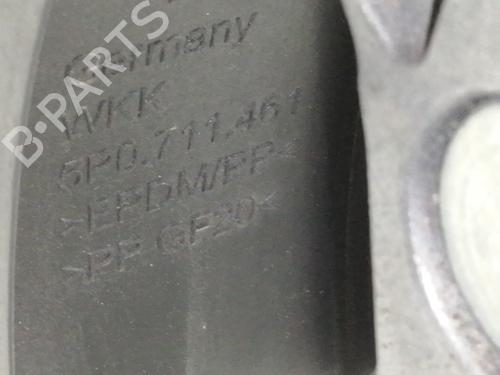 Germany
WKK
5P0.711.461
>EPDM/PP<
>PP GF20<
B-PARTS